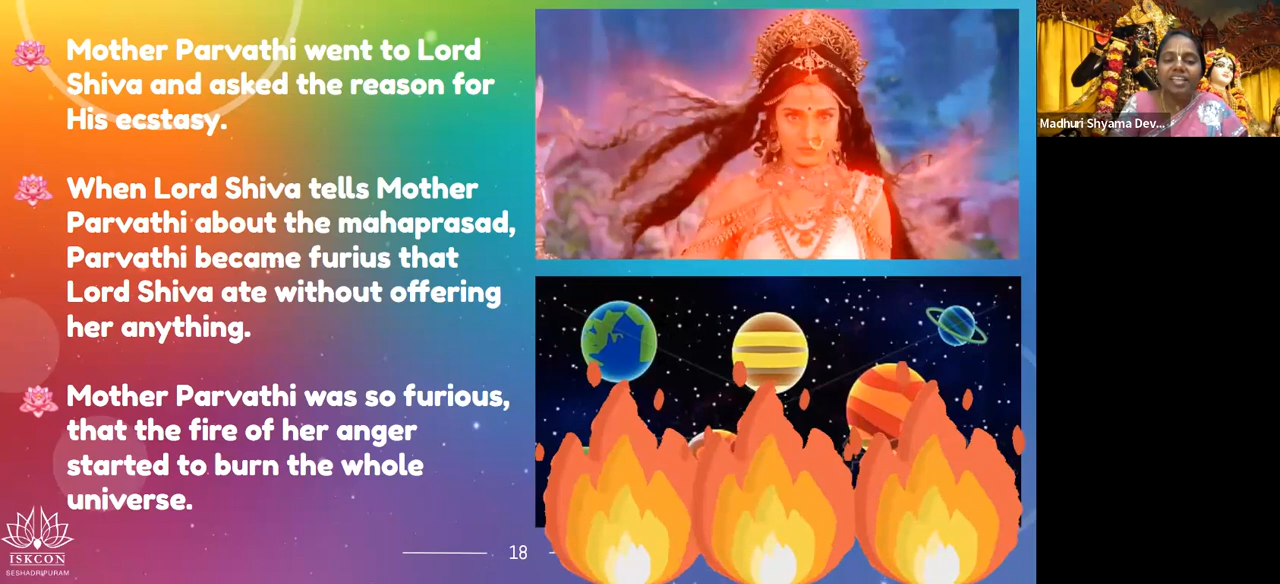 Mother Parvathi went to Lord
Shiva and asked the reason for
His ecstasy.
When Lord Shiva tells Mother
Parvathi about the mahaprasad,
Parvathi became furius that
Lord Shiva ate without offering
her anything.
Mother Parvathi was so furious,
that the fire of her anger
started to burn the whole
universe.
ISKCON
SESHADRIPURAM
18
Madhuri Shyama Dev...